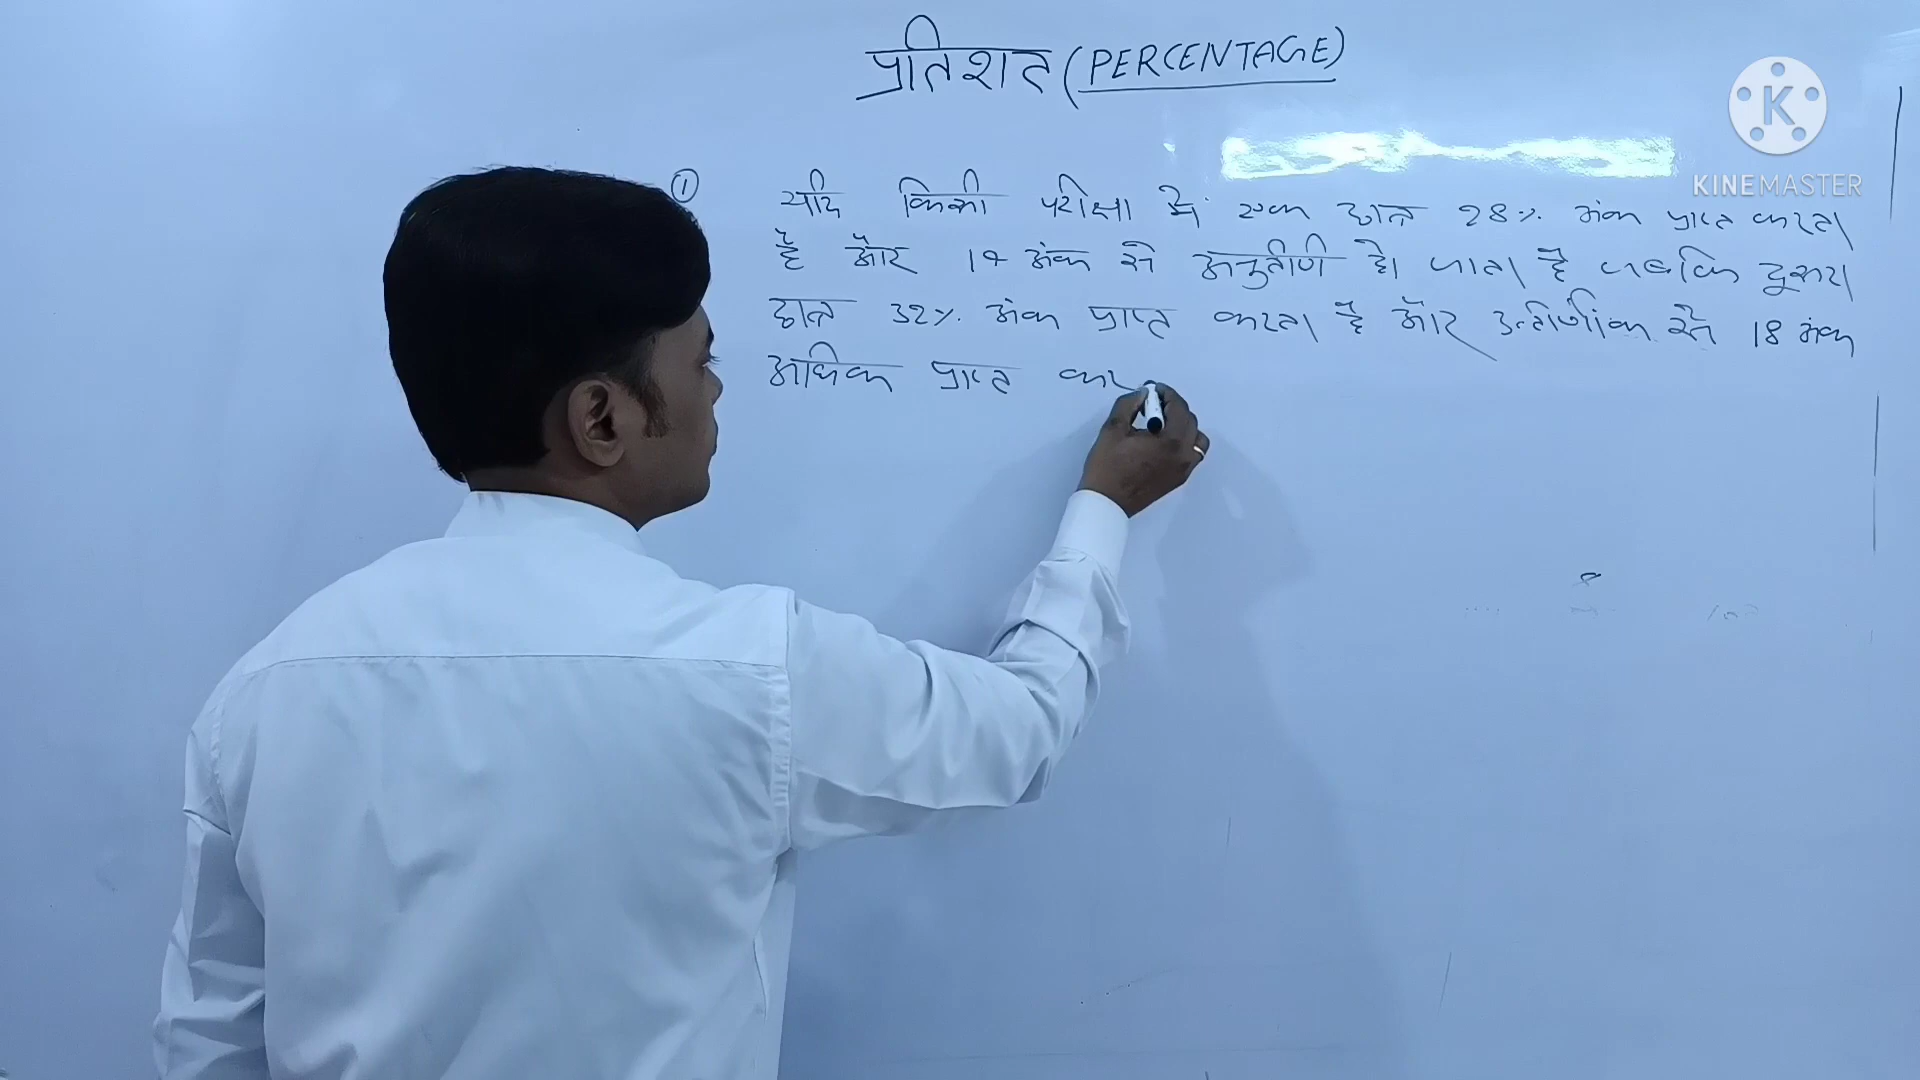 प्रतिशत (PERCENTAGE)
KINEMASTER
① यदि किसी परीक्षा में एक छात्र 28% अंक प्राप्त करता
है और अंक से अनुतीर्ण हो जाता है जबकि दूसरा
छात्र 32% अंक प्राप्त करता है और उत्तीर्णांक से 18 अंक
अधिक प्राप्त कर